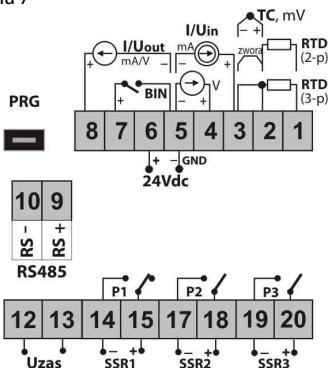 I/Uin
TC, mV
I/Uout
mA
- +
RTD
(2-p)
zwora
mA/V
+ - - + - +
BIN
V
RTD
(3-p)
PRG
8 7 6 5 4 3 2 1
+ - GND
24Vdc
10 9
RS - RS +
RS485
P1 P2 P3
12 13 14 15 17 18 19 20
- + - + - +
Uzas SSR1 SSR2 SSR3